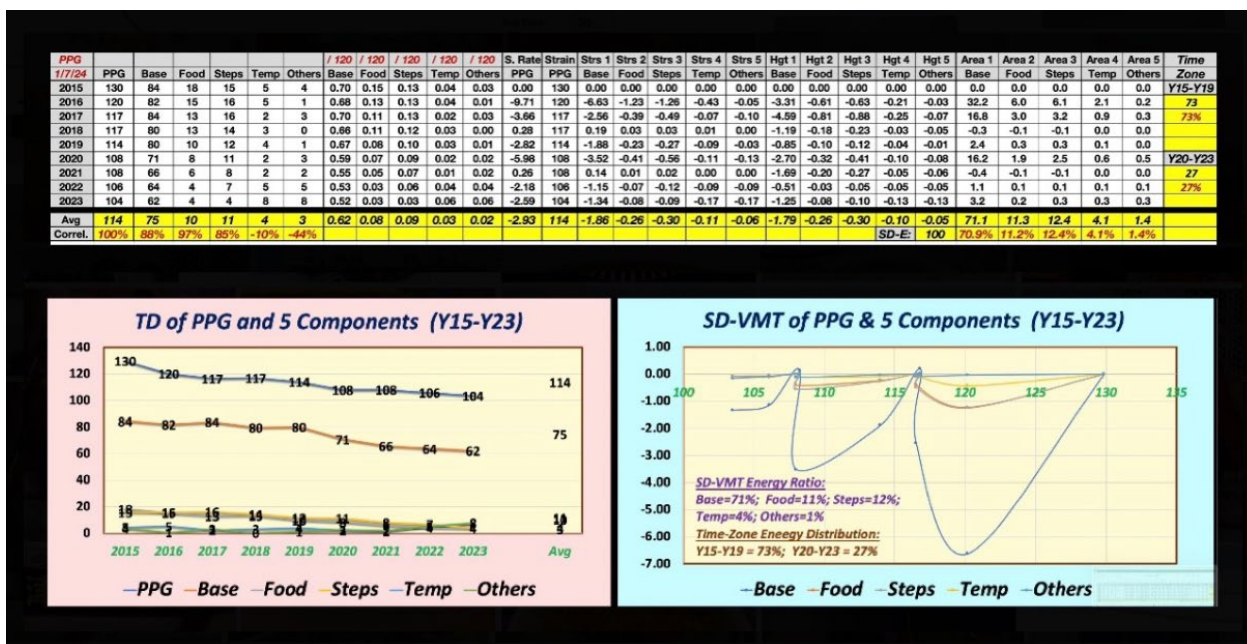 PPG / 120 / 120 / 120 / 120 / 120 S. Rate Strain Strs 1 Strs 2 Strs 3 Strs 4 Strs 5 Hgt 1 Hgt 2 Hgt 3 Hgt 4 Hgt 5 Area 1 Area 2 Area 3 Area 4 Area 5 Time
1/7/24 PPG Base Food Steps Temp Others Base Food Steps Temp Others PPG PPG Base Food Steps Temp Others Base Food Steps Temp Others Base Food Steps Temp Others Zone
2015 130 84 18 15 5 4 0.70 0.15 0.13 0.04 0.03 0.00 130 0.00 0.00 0.00 0.00 0.00 0.00 0.00 0.00 0.00 0.00 0.0 0.0 0.0 0.0 0.0 Y15-Y19
2016 120 82 15 16 5 1 0.68 0.13 0.13 0.04 0.01 -9.71 120 -6.63 -1.23 -1.26 -0.43 -0.05 -3.31 -0.61 -0.63 -0.21 -0.03 32.2 6.0 6.1 2.1 0.2 73
2017 117 84 13 16 2 3 0.70 0.11 0.13 0.02 0.03 -3.66 117 -2.56 -0.39 -0.49 -0.07 -0.10 -4.59 -0.81 -0.88 -0.25 -0.07 16.8 3.0 3.2 0.9 0.3 73%
2018 117 80 13 14 3 0 0.66 0.11 0.12 0.03 0.00 0.28 117 0.19 0.03 0.03 0.01 0.00 -1.19 -0.18 -0.23 -0.03 -0.05 -0.3 -0.1 -0.1 0.0 0.0
2019 114 80 10 12 4 1 0.67 0.08 0.10 0.03 0.01 -2.82 114 -1.88 -0.23 -0.27 -0.09 -0.03 -0.85 -0.10 -0.12 -0.04 -0.01 2.4 0.3 0.3 0.1 0.0
2020 108 71 8 11 2 3 0.59 0.07 0.09 0.02 0.02 -5.98 108 -3.52 -0.41 -0.56 -0.11 -0.13 -2.70 -0.32 -0.41 -0.10 -0.08 16.2 1.9 2.5 0.6 0.5 Y20-Y23
2021 108 66 6 8 2 2 0.55 0.05 0.07 0.01 0.02 0.26 108 0.14 0.01 0.02 0.00 0.00 -1.69 -0.20 -0.27 -0.05 -0.06 -0.4 -0.1 -0.1 0.0 0.0 27
2022 106 64 4 7 5 5 0.53 0.03 0.06 0.04 0.04 -2.18 106 -1.15 -0.07 -0.12 -0.09 -0.09 -0.51 -0.03 -0.05 -0.05 -0.05 1.1 0.1 0.1 0.1 0.1 27%
2023 104 62 4 4 8 8 0.52 0.03 0.03 0.06 0.06 -2.59 104 -1.34 -0.08 -0.09 -0.17 -0.17 -1.25 -0.08 -0.10 -0.13 -0.13 3.2 0.2 0.3 0.3 0.3
Avg 114 75 10 11 4 3 0.62 0.08 0.09 0.03 0.02 -2.93 114 -1.86 -0.26 -0.30 -0.11 -0.06 -1.79 -0.26 -0.30 -0.10 -0.05 71.1 11.3 12.4 4.1 1.4
Correl. 100% 88% 97% 85% -10% -44% SD-E: 100 70.9% 11.2% 12.4% 4.1% 1.4%
TD of PPG and 5 Components (Y15-Y23)
140
120
100
80
60
40
20
0
130 120 117 117 114 108 108 106 104 114
84 82 84 80 80 71 66 64 62 75
2015 2016 2017 2018 2019 2020 2021 2022 2023 Avg
PPG Base Food Steps Temp Others
SD-VMT of PPG & 5 Components (Y15-Y23)
1.00
0.00
-1.00
-2.00
-3.00
-4.00
-5.00
-6.00
-7.00
100 105 110 115 120 125 130 135
SD-VMT Energy Ratio:
Base=71%; Food=11%; Steps=12%;
Temp=4%; Others=1%
Time-Zone Eneegy Distribution:
Y15-Y19 = 73%; Y20-Y23 = 27%
Base Food Steps Temp Others